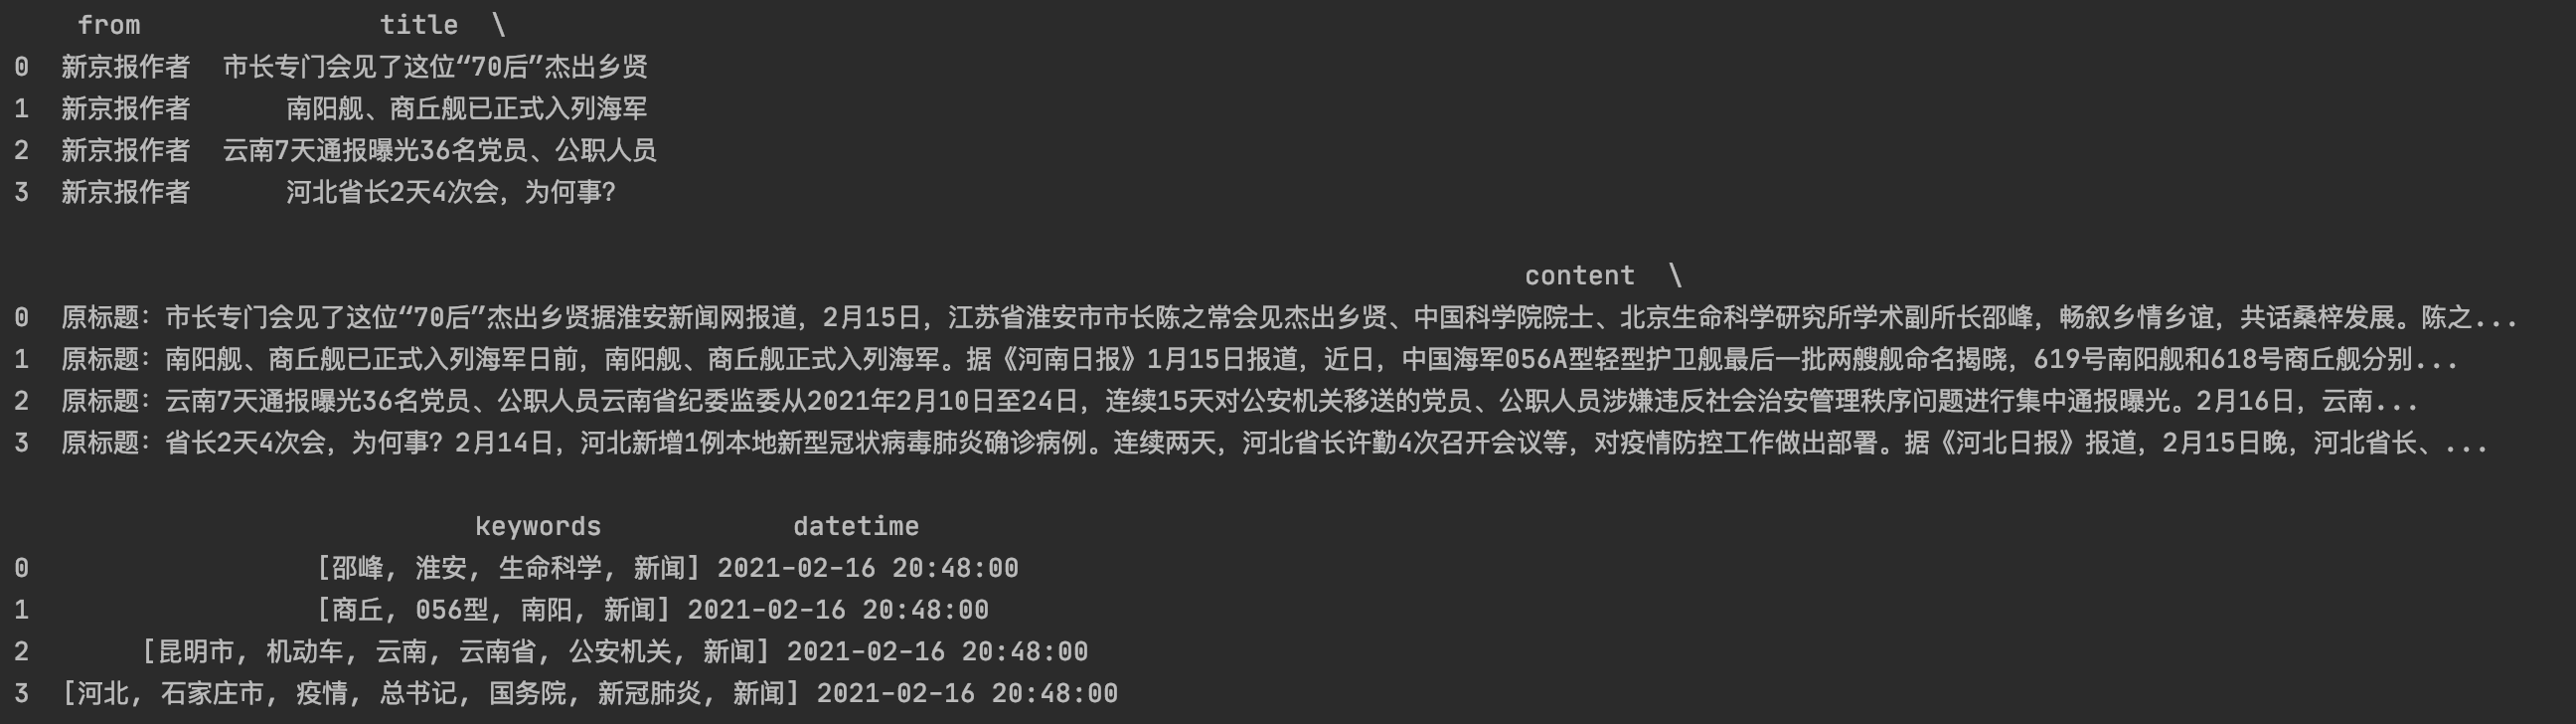 from title \
0 新京报作者 市长专门会见了这位“70后”杰出乡贤
1 新京报作者 南阳舰、商丘舰已正式入列海军
2 新京报作者 云南7天通报曝光36名党员、公职人员
3 新京报作者 河北省长2天4次会，为何事？
content \
0 原标题：市长专门会见了这位“70后”杰出乡贤据淮安新闻网报道，2月15日，江苏省淮安市市长陈之常会见杰出乡贤、中国科学院院士、北京生命科学研究所学术副所长邵峰，畅叙乡情乡谊，共话桑梓发展。陈之...
1 原标题：南阳舰、商丘舰已正式入列海军日前，南阳舰、商丘舰正式入列海军。据《河南日报》1月15日报道，近日，中国海军056A型轻型护卫舰最后一批两艘舰命名揭晓，619号南阳舰和618号商丘舰分别...
2 原标题：云南7天通报曝光36名党员、公职人员云南省纪委监委从2021年2月10日至24日，连续15天对公安机关移送的党员、公职人员涉嫌违反社会治安管理秩序问题进行集中通报曝光。2月16日，云南...
3 原标题：省长2天4次会，为何事？2月14日，河北新增1例本地新型冠状病毒肺炎确诊病例。连续两天，河北省长许勤4次召开会议等，对疫情防控工作做出部署。据《河北日报》报道，2月15日晚，河北省长、...
keywords datetime
0 [邵峰, 淮安, 生命科学, 新闻] 2021-02-16 20:48:00
1 [商丘, 056型, 南阳, 新闻] 2021-02-16 20:48:00
2 [昆明市, 机动车, 云南, 云南省, 公安机关, 新闻] 2021-02-16 20:48:00
3 [河北, 石家庄市, 疫情, 总书记, 国务院, 新冠肺炎, 新闻] 2021-02-16 20:48:00